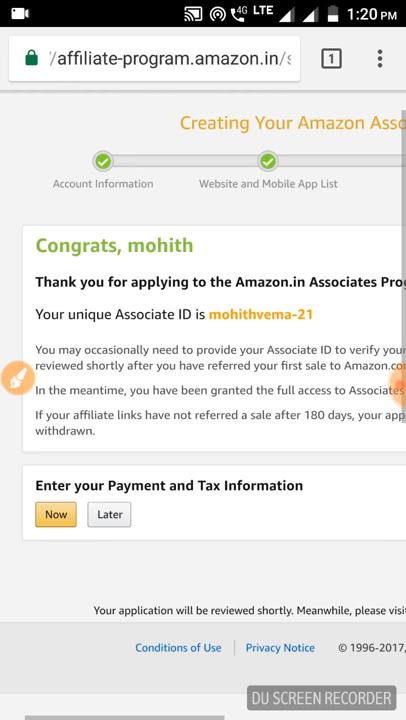 4G LTE 1:20 PM
/affiliate-program.amazon.in/s
1
Creating Your Amazon Asso
Account Information Website and Mobile App List
Congrats, mohith
Thank you for applying to the Amazon.in Associates Pro
Your unique Associate ID is mohithvema-21
You may occasionally need to provide your Associate ID to verify your
reviewed shortly after you have referred your first sale to Amazon.co
In the meantime, you have been granted the full access to Associates
If your affiliate links have not referred a sale after 180 days, your app
withdrawn.
Enter your Payment and Tax Information
Now Later
Your application will be reviewed shortly. Meanwhile, please visi
Conditions of Use Privacy Notice © 1996-2017,
DU SCREEN RECORDER